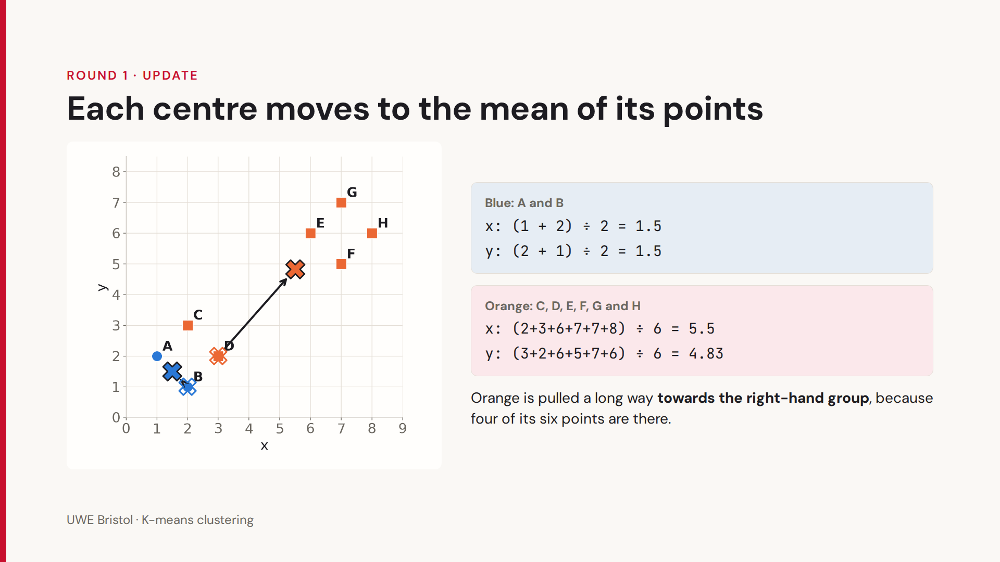 ROUND 1 · UPDATE
Each centre moves to the mean of its points
8
7
6
5
4
3
2
1
0
0 1 2 3 4 5 6 7 8 9
y
x
G
E
H
F
C
A
D
B
Blue: A and B
x: (1 + 2) ÷ 2 = 1.5
y: (2 + 1) ÷ 2 = 1.5
Orange: C, D, E, F, G and H
x: (2+3+6+7+7+8) ÷ 6 = 5.5
y: (3+2+6+5+7+6) ÷ 6 = 4.83
Orange is pulled a long way towards the right-hand group, because
four of its six points are there.
UWE Bristol · K-means clustering